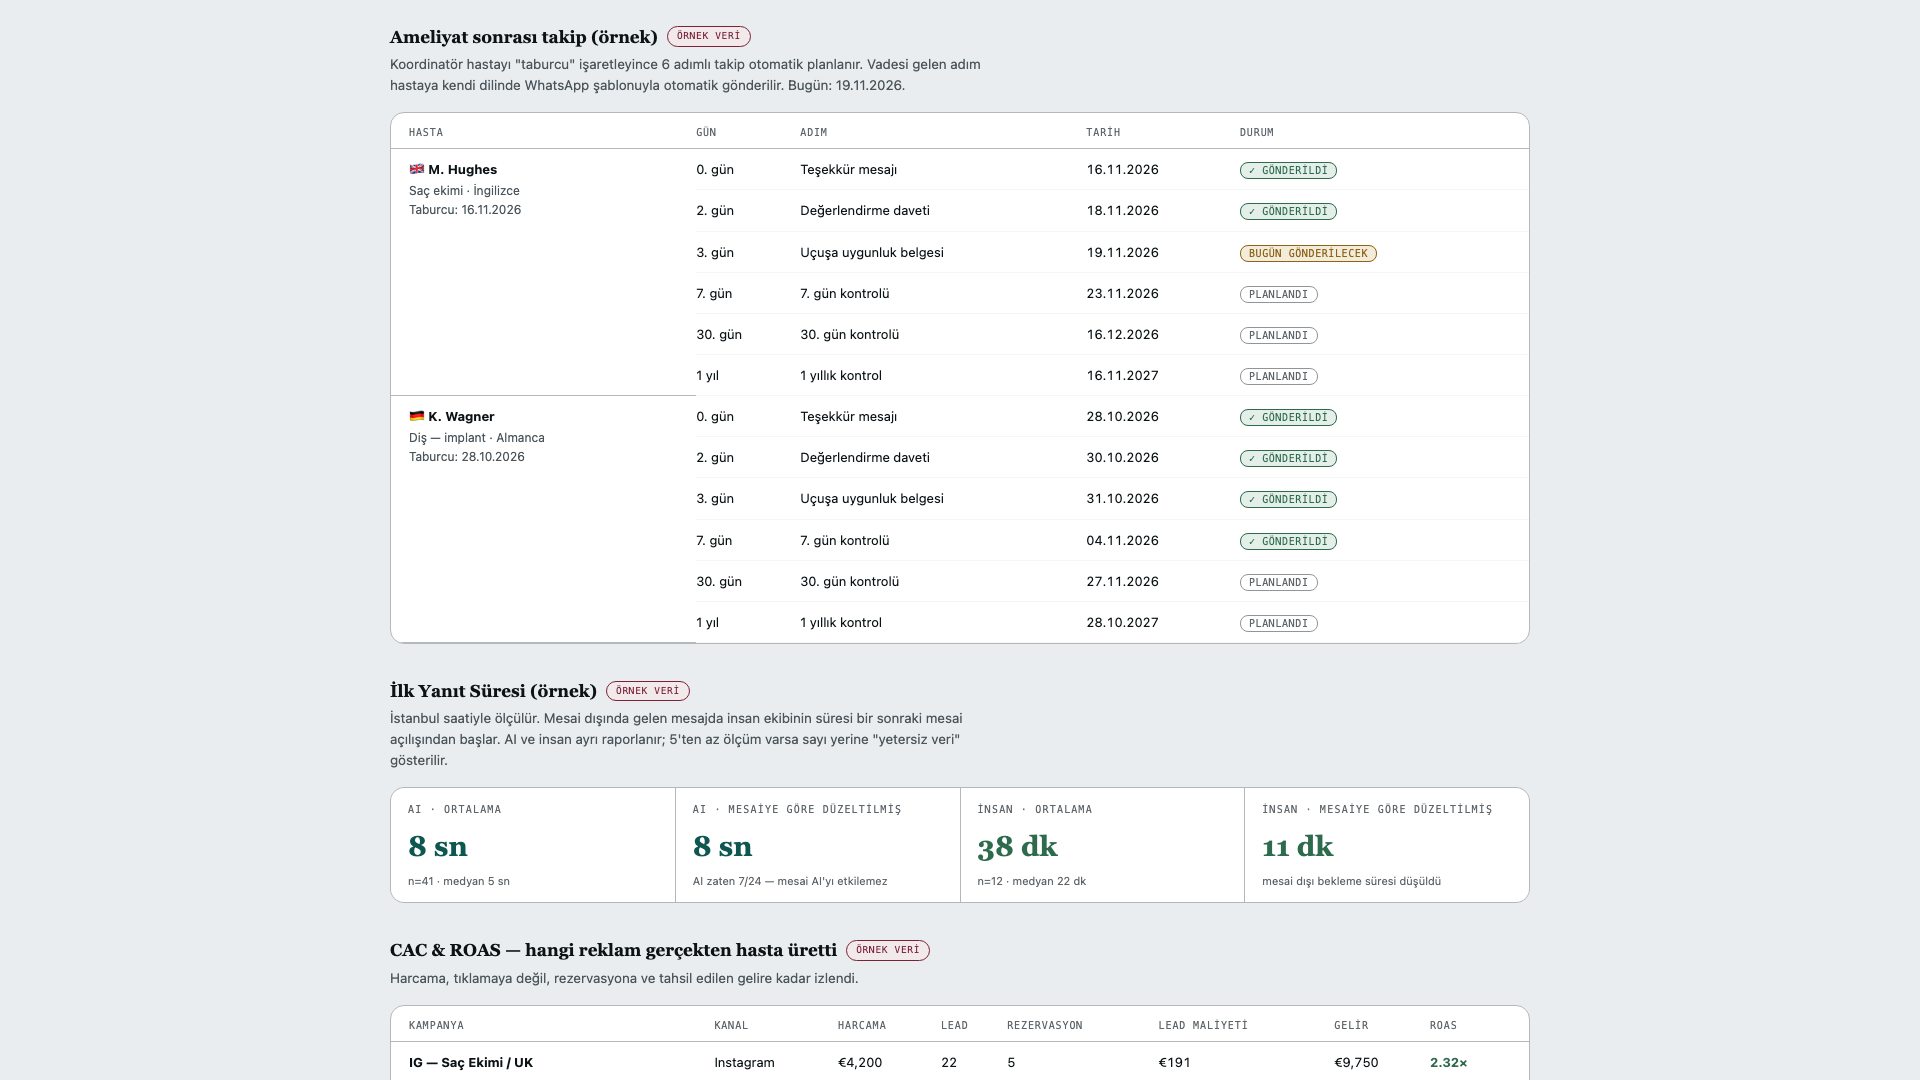 Ameliyat sonrası takip (örnek) ÖRNEK VERİ
Koordinatör hastayı "taburcu" işaretleyince 6 adımlı takip otomatik planlanır. Vadesi gelen adım
hastaya kendi dilinde WhatsApp şablonuyla otomatik gönderilir. Bugün: 19.11.2026.
HASTA GÜN ADIM TARİH DURUM
M. Hughes 0. gün Teşekkür mesajı 16.11.2026 ✓ GÖNDERİLDİ
Saç ekimi · İngilizce
Taburcu: 16.11.2026
2. gün Değerlendirme daveti 18.11.2026 ✓ GÖNDERİLDİ
3. gün Uçuşa uygunluk belgesi 19.11.2026 BUGÜN GÖNDERİLECEK
7. gün 7. gün kontrolü 23.11.2026 PLANLANDI
30. gün 30. gün kontrolü 16.12.2026 PLANLANDI
1 yıl 1 yıllık kontrol 16.11.2027 PLANLANDI
K. Wagner 0. gün Teşekkür mesajı 28.10.2026 ✓ GÖNDERİLDİ
Diş — implant · Almanca
Taburcu: 28.10.2026
2. gün Değerlendirme daveti 30.10.2026 ✓ GÖNDERİLDİ
3. gün Uçuşa uygunluk belgesi 31.10.2026 ✓ GÖNDERİLDİ
7. gün 7. gün kontrolü 04.11.2026 ✓ GÖNDERİLDİ
30. gün 30. gün kontrolü 27.11.2026 PLANLANDI
1 yıl 1 yıllık kontrol 28.10.2027 PLANLANDI
İlk Yanıt Süresi (örnek) ÖRNEK VERİ
İstanbul saatiyle ölçülür. Mesai dışında gelen mesajda insan ekibinin süresi bir sonraki mesai
açılışından başlar. AI ve insan ayrı raporlanır; 5'ten az ölçüm varsa sayı yerine "yetersiz veri"
gösterilir.
AI · ORTALAMA
8 sn
n=41 · medyan 5 sn
AI · MESAİYE GÖRE DÜZELTİLMİŞ
8 sn
AI zaten 7/24 — mesai AI'yı etkilemez
İNSAN · ORTALAMA
38 dk
n=12 · medyan 22 dk
İNSAN · MESAİYE GÖRE DÜZELTİLMİŞ
11 dk
mesai dışı bekleme süresi düşüldü
CAC & ROAS — hangi reklam gerçekten hasta üretti ÖRNEK VERİ
Harcama, tıklamaya değil, rezervasyona ve tahsil edilen gelire kadar izlendi.
KAMPANYA KANAL HARCAMA LEAD REZERVASYON LEAD MALİYETİ GELİR ROAS
IG — Saç Ekimi / UK Instagram €4,200 22 5 €191 €9,750 2.32×